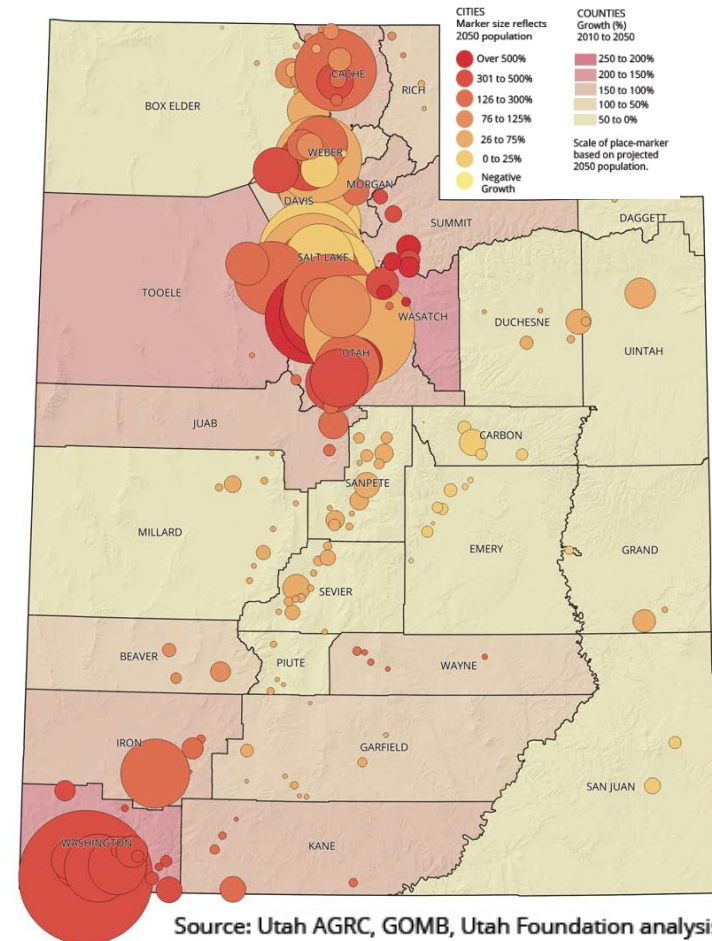 CITIES
Marker size reflects
2050 population
Over 500%
301 to 500%
126 to 300%
76 to 125%
26 to 75%
0 to 25%
Negative
Growth
COUNTIES
Growth (%)
2010 to 2050
250 to 200%
200 to 150%
150 to 100%
100 to 50%
50 to 0%
Scale of place-marker
based on projected
2050 population.
CACHE
RICH
BOX ELDER
WEBER
MORGAN
DAVIS
DAGGETT
SUMMIT
SALT LAKE
TOOELE
WASATCH
DUCHESNE
UINTAH
UTAH
JUAB
CARBON
SANPETE
MILLARD
EMERY
GRAND
SEVIER
BEAVER
PIUTE
WAYNE
IRON
GARFIELD
SAN JUAN
WASHINGTON
KANE
Source: Utah AGRC, GOMB, Utah Foundation analysis